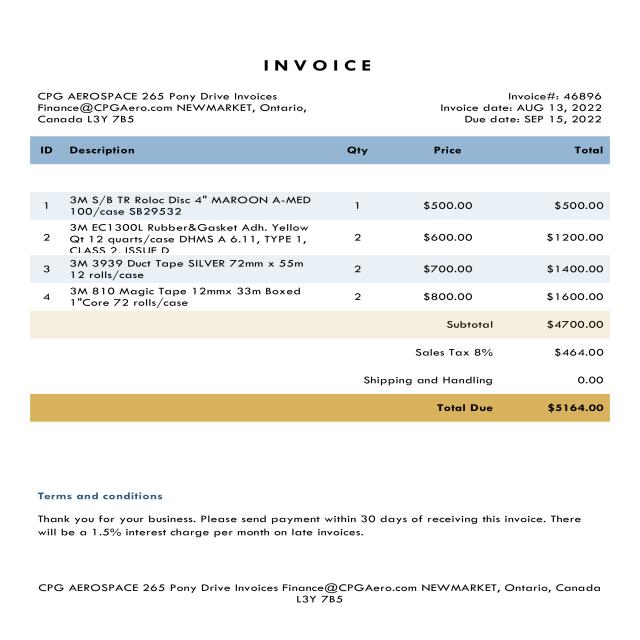 INVOICE
CPG AEROSPACE 265 Pony Drive Invoices
Finance@CPGAero.com NEWMARKET, Ontario,
Canada L3Y 7B5
Invoice#: 46896
Invoice date: AUG 13, 2022
Due date: SEP 15, 2022
ID Description Qty Price Total
1 3M S/B TR Roloc Disc 4" MAROON A-MED 1 $500.00 $500.00
100/case SB29532
2 3M EC1300L Rubber&Gasket Adh. Yellow 2 $600.00 $1200.00
Qt 12 quarts/case DHMS A 6.11, TYPE 1,
CLASS 2, ISSUE D
3 3M 3939 Duct Tape SILVER 72mm x 55m 2 $700.00 $1400.00
12 rolls/case
4 3M 810 Magic Tape 12mmx 33m Boxed 2 $800.00 $1600.00
1"Core 72 rolls/case
Subtotal $4700.00
Sales Tax 8% $464.00
Shipping and Handling 0.00
Total Due $5164.00
Terms and conditions
Thank you for your business. Please send payment within 30 days of receiving this invoice. There
will be a 1.5% interest charge per month on late invoices.
CPG AEROSPACE 265 Pony Drive Invoices Finance@CPGAero.com NEWMARKET, Ontario, Canada
L3Y 7B5